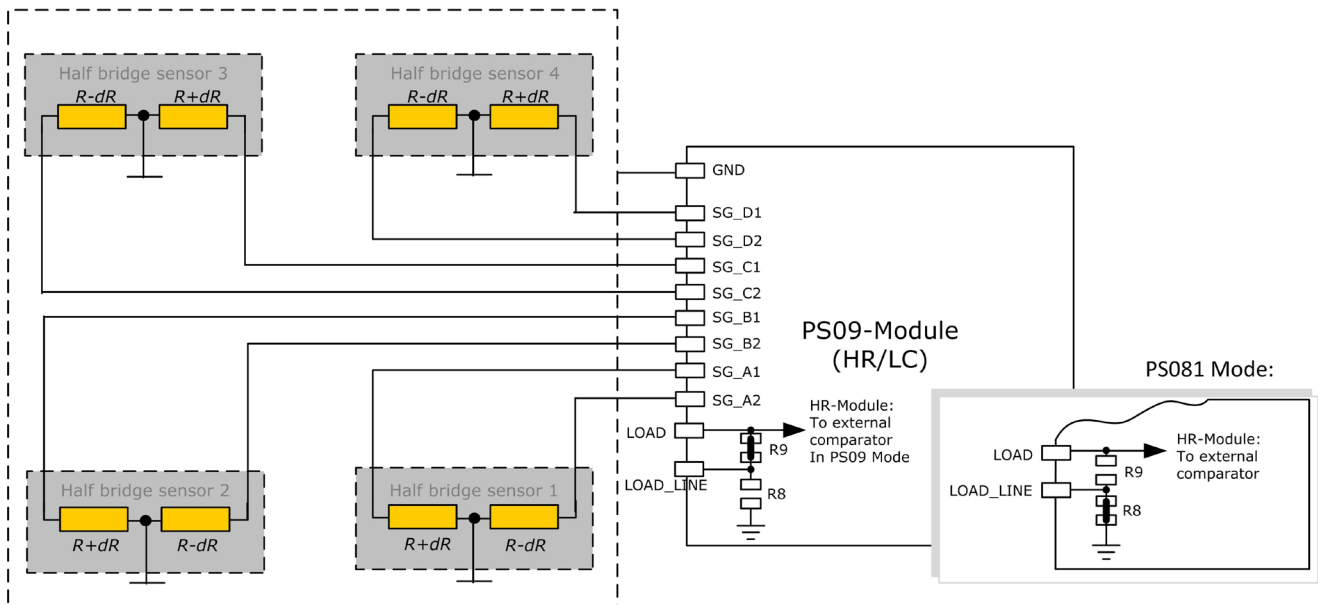 Half bridge sensor 3
R-dR R+dR
Half bridge sensor 4
R-dR R+dR
GND
SG_D1
SG_D2
SG_C1
SG_C2
SG_B1
SG_B2
SG_A1
SG_A2
LOAD
LOAD_LINE
PS09-Module
(HR/LC)
HR-Module:
To external
comparator
In PS09 Mode
R9
R8
Half bridge sensor 2
R+dR R-dR
Half bridge sensor 1
R+dR R-dR
PS081 Mode:
LOAD
LOAD_LINE
HR-Module:
To external
comparator
R9
R8